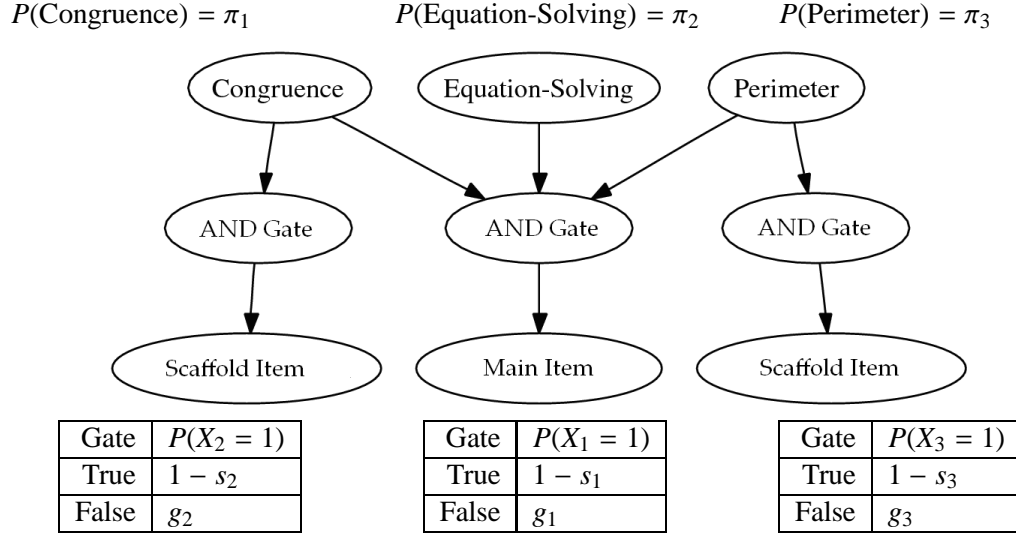 P(Congruence) = π₁ P(Equation-Solving) = π₂ P(Perimeter) = π₃
Congruence Equation-Solving Perimeter
AND Gate AND Gate AND Gate
Scaffold Item Main Item Scaffold Item
Gate P(X₂ = 1) Gate P(X₁ = 1) Gate P(X₃ = 1)
True 1 − s₂ True 1 − s₁ True 1 − s₃
False g₂ False g₁ False g₃